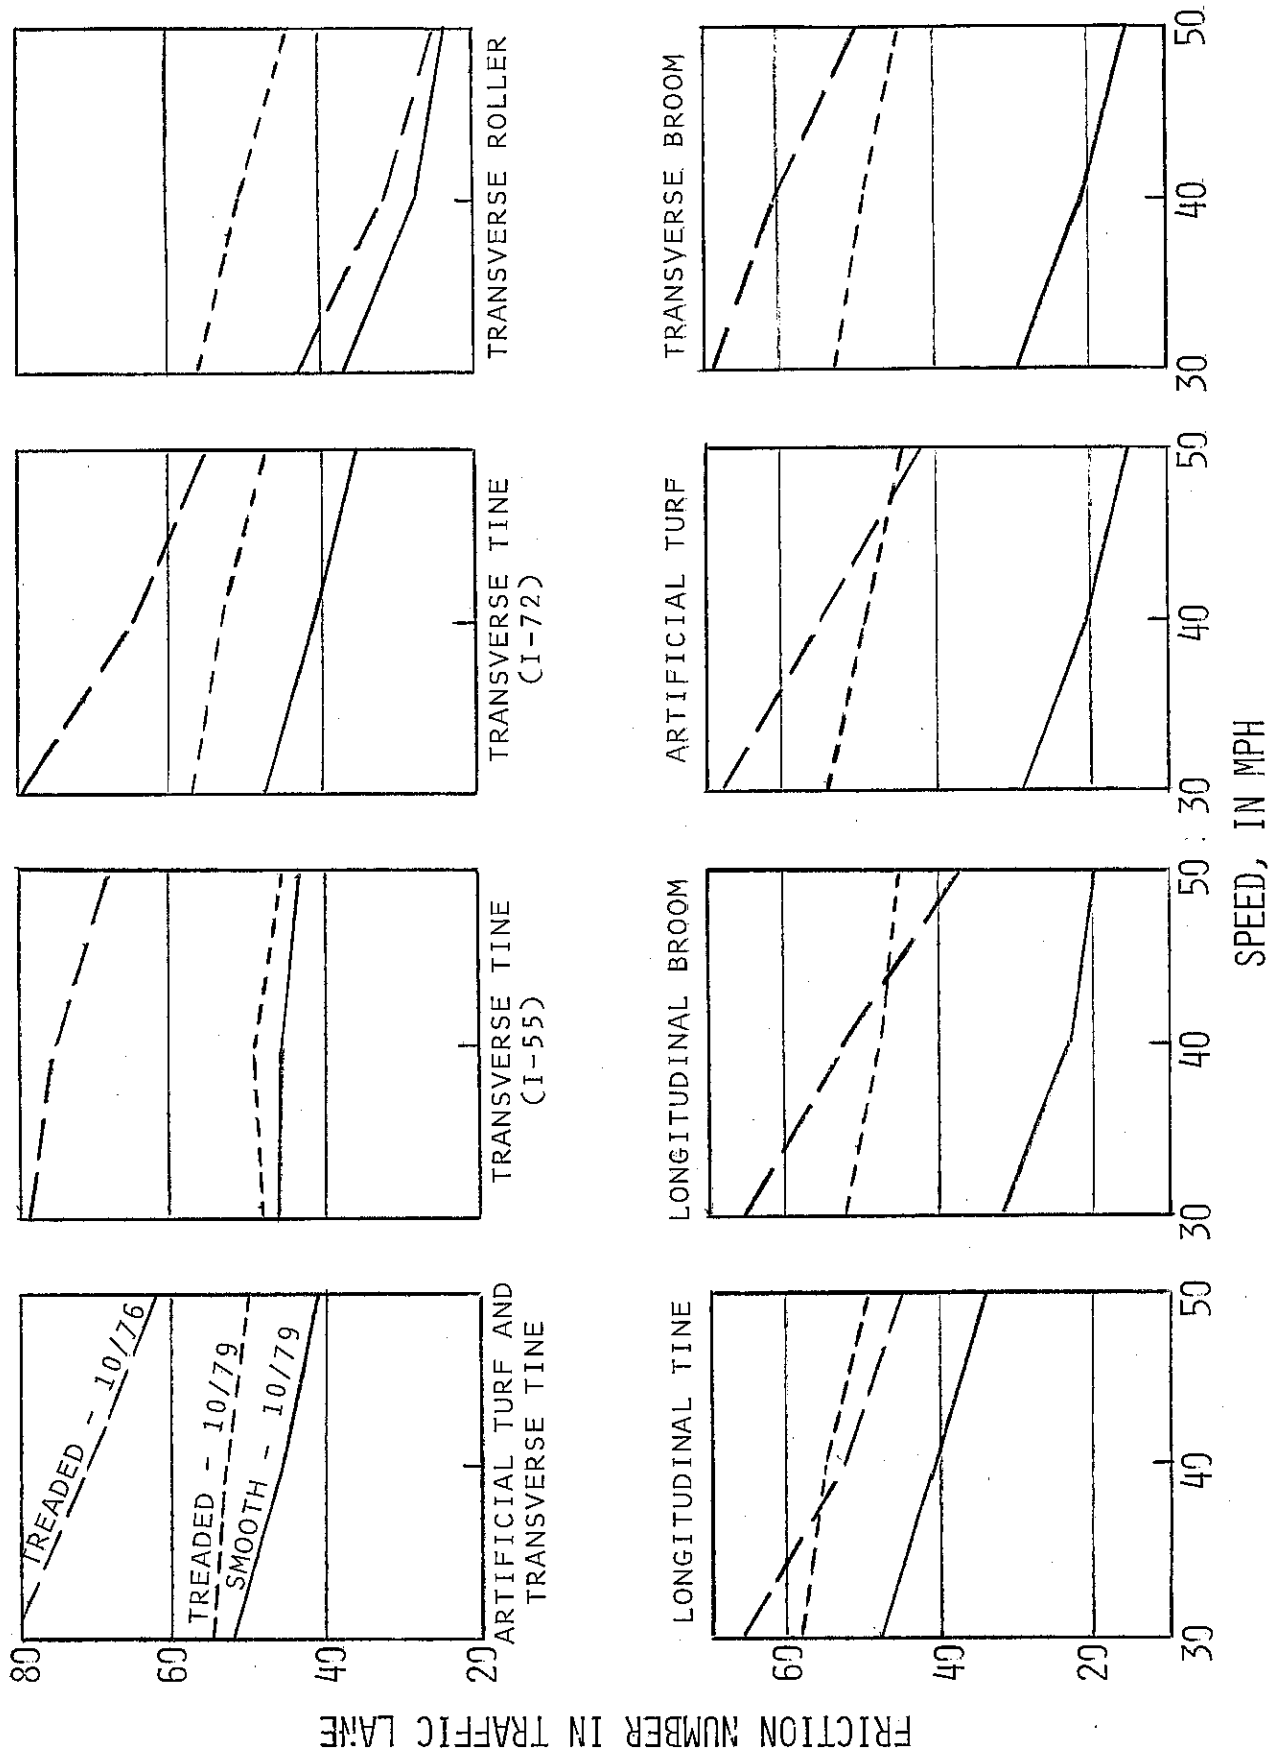 FRICTION NUMBER IN TRAFFIC LANE
80
60
40
20
TREADED - 10/76
TREADED - 10/79
SMOOTH - 10/79
ARTIFICIAL TURF AND
TRANSVERSE TINE
TRANSVERSE TINE
(I-55)
TRANSVERSE TINE
(I-72)
TRANSVERSE ROLLER
60
40
20
LONGITUDINAL TINE
LONGITUDINAL BROOM
ARTIFICIAL TURF
TRANSVERSE BROOM
30 40 50
30 40 50
30 40 50
30 40 50
SPEED, IN MPH